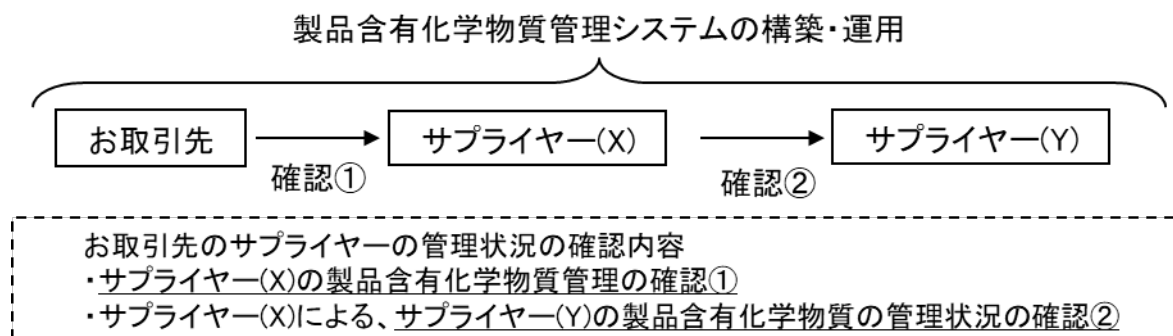 製品含有化学物質管理システムの構築・運用
お取引先
サプライヤー(X)
サプライヤー(Y)
確認①
確認②
お取引先のサプライヤーの管理状況の確認内容
・サプライヤー(X)の製品含有化学物質管理の確認①
・サプライヤー(X)による、サプライヤー(Y)の製品含有化学物質の管理状況の確認②